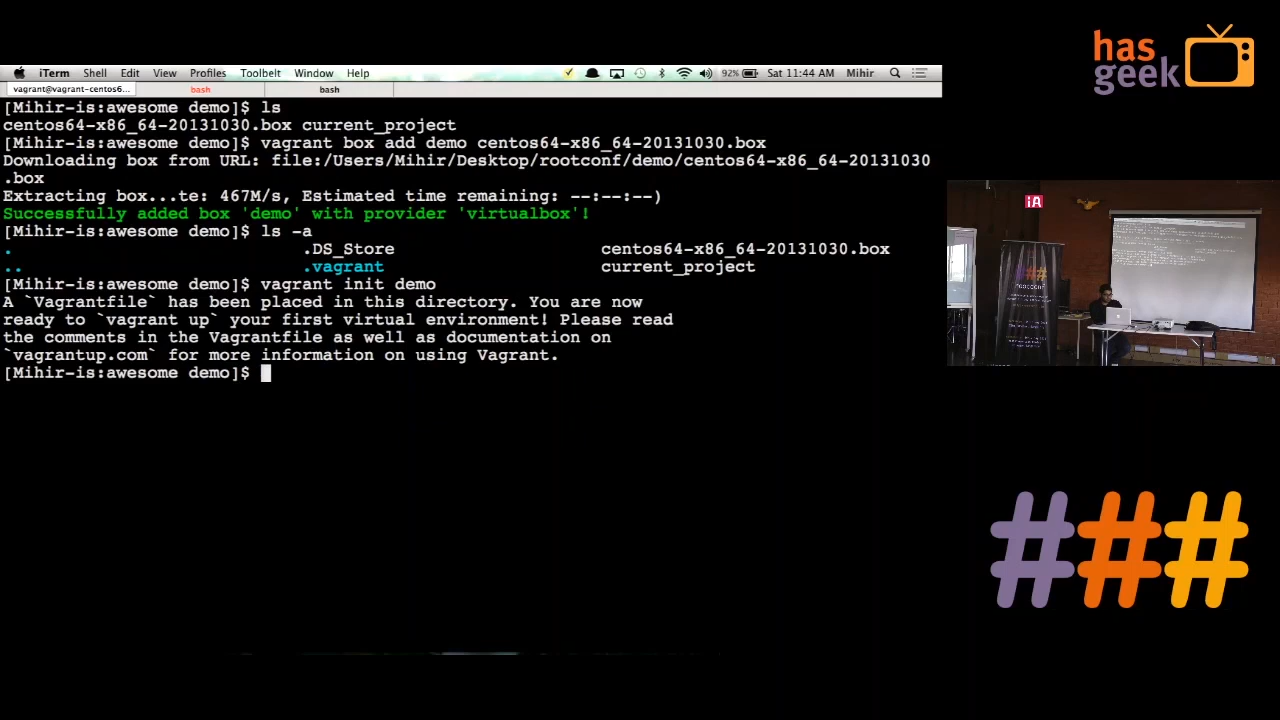 has
geek
iTerm Shell Edit View Profiles Toolbelt Window Help 92% Sat 11:44 AM Mihir
vagrant@vagrant-centos6... bash bash
[Mihir-is:awesome demo]$ ls
centos64-x86_64-20131030.box current_project
[Mihir-is:awesome demo]$ vagrant box add demo centos64-x86_64-20131030.box
Downloading box from URL: file:/Users/Mihir/Desktop/rootconf/demo/centos64-x86_64-20131030
.box
Extracting box...te: 467M/s, Estimated time remaining: --:--:--)
Successfully added box 'demo' with provider 'virtualbox'!
[Mihir-is:awesome demo]$ ls -a
. .DS_Store centos64-x86_64-20131030.box
.. .vagrant current_project
[Mihir-is:awesome demo]$ vagrant init demo
A `Vagrantfile` has been placed in this directory. You are now
ready to `vagrant up` your first virtual environment! Please read
the comments in the Vagrantfile as well as documentation on
`vagrantup.com` for more information on using Vagrant.
[Mihir-is:awesome demo]$
iA
###
rootconf
###